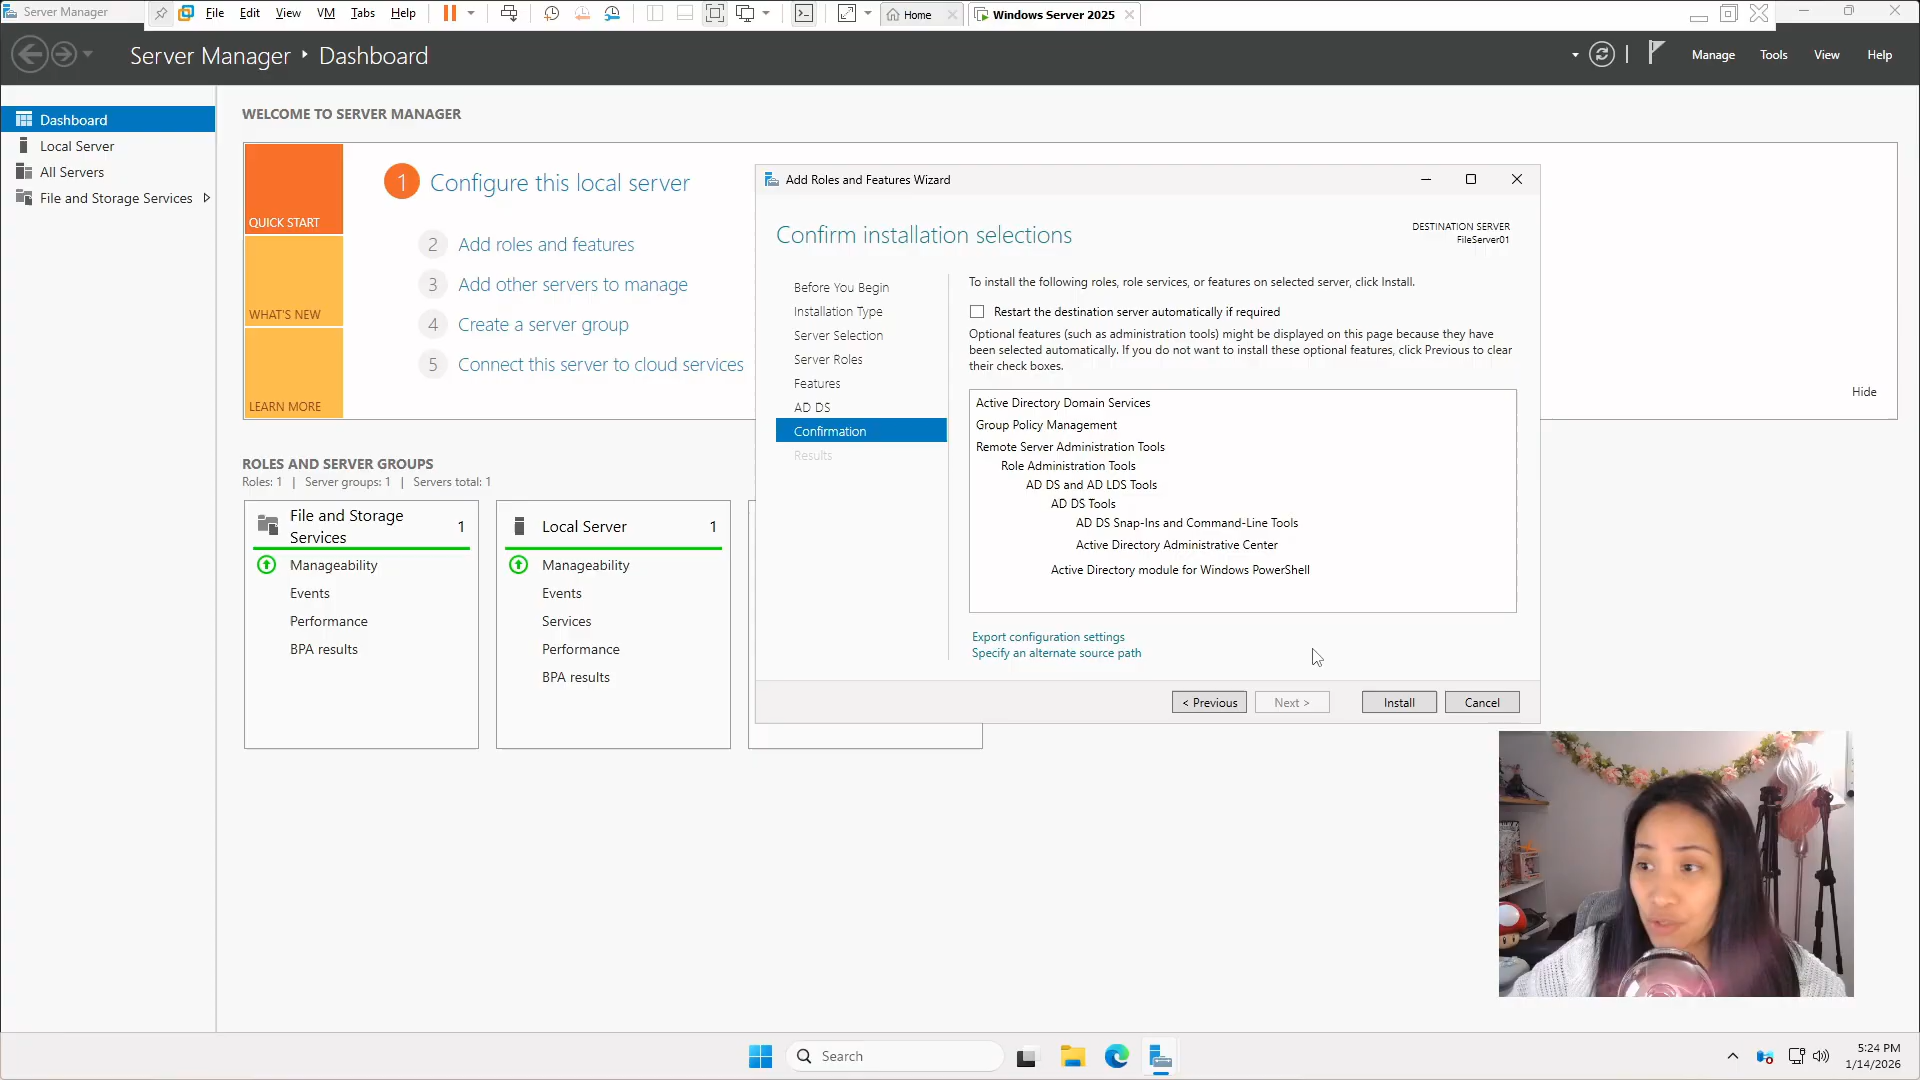 Server Manager
File
Edit
View
VM
Tabs
Help
Home
Windows Server 2025
Server Manager
Dashboard
Manage
Tools
View
Help
Dashboard
Local Server
All Servers
File and Storage Services
WELCOME TO SERVER MANAGER
QUICK START
WHAT'S NEW
LEARN MORE
1 Configure this local server
2 Add roles and features
3 Add other servers to manage
4 Create a server group
5 Connect this server to cloud services
Hide
ROLES AND SERVER GROUPS
Roles: 1 | Server groups: 1 | Servers total: 1
File and Storage
Services
1
Manageability
Events
Performance
BPA results
Local Server
1
Manageability
Events
Services
Performance
BPA results
Add Roles and Features Wizard
Confirm installation selections
DESTINATION SERVER
FileServer01
Before You Begin
Installation Type
Server Selection
Server Roles
Features
AD DS
Confirmation
Results
To install the following roles, role services, or features on selected server, click Install.
Restart the destination server automatically if required
Optional features (such as administration tools) might be displayed on this page because they have
been selected automatically. If you do not want to install these optional features, click Previous to clear
their check boxes.
Active Directory Domain Services
Group Policy Management
Remote Server Administration Tools
Role Administration Tools
AD DS and AD LDS Tools
AD DS Tools
AD DS Snap-Ins and Command-Line Tools
Active Directory Administrative Center
Active Directory module for Windows PowerShell
Export configuration settings
Specify an alternate source path
< Previous
Next >
Install
Cancel
Search
5:24 PM
1/14/2026